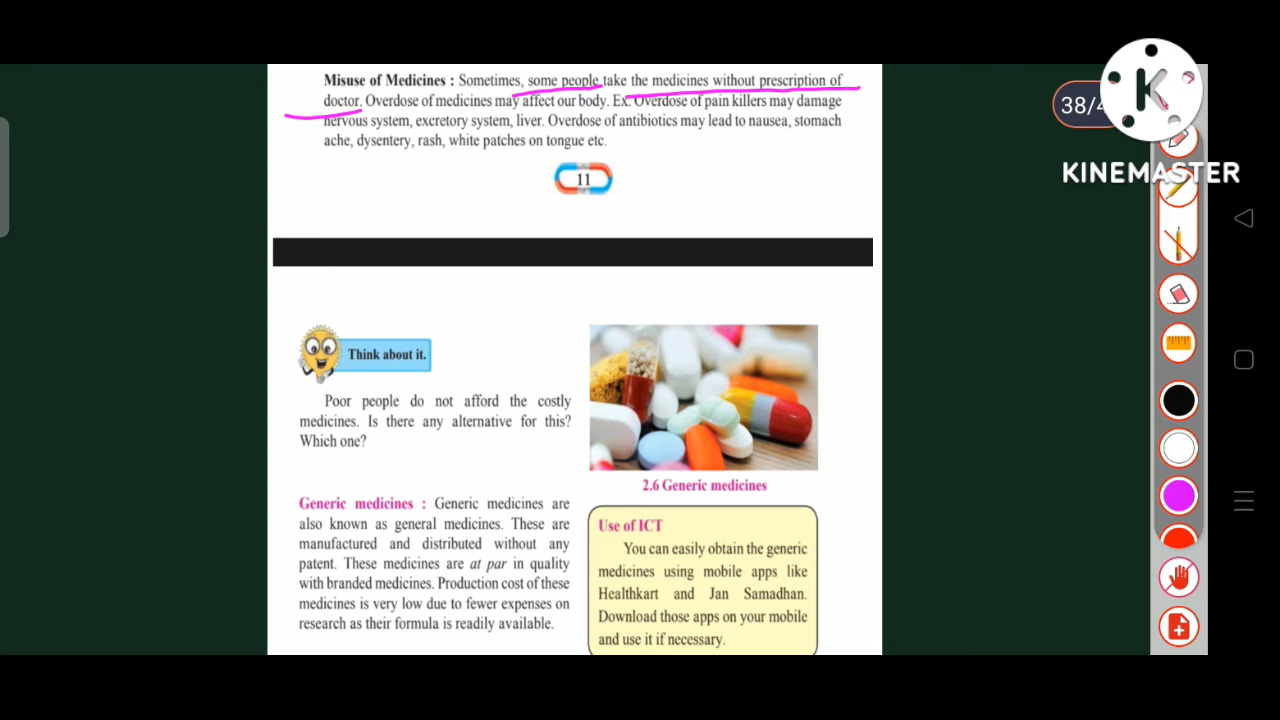 Misuse of Medicines : Sometimes, some people take the medicines without prescription of
doctor. Overdose of medicines may affect our body. Ex. Overdose of pain killers may damage
nervous system, excretory system, liver. Overdose of antibiotics may lead to nausea, stomach
ache, dysentery, rash, white patches on tongue etc.
11
38/4
KINEMASTER
Think about it.
Poor people do not afford the costly
medicines. Is there any alternative for this?
Which one?
2.6 Generic medicines
Generic medicines : Generic medicines are
also known as general medicines. These are
manufactured and distributed without any
patent. These medicines are at par in quality
with branded medicines. Production cost of these
medicines is very low due to fewer expenses on
research as their formula is readily available.
Use of ICT
You can easily obtain the generic
medicines using mobile apps like
Healthkart and Jan Samadhan.
Download those apps on your mobile
and use it if necessary.